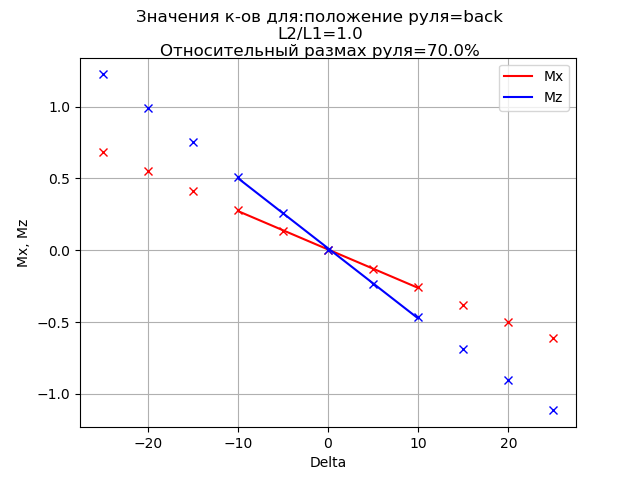 Значения к-ов для:положение руля=back
L2/L1=1.0
Относительный размах руля=70.0%
Mx
Mz
1.0
0.5
0.0
−0.5
−1.0
Mx, Mz
−20
−10
0
10
20
Delta